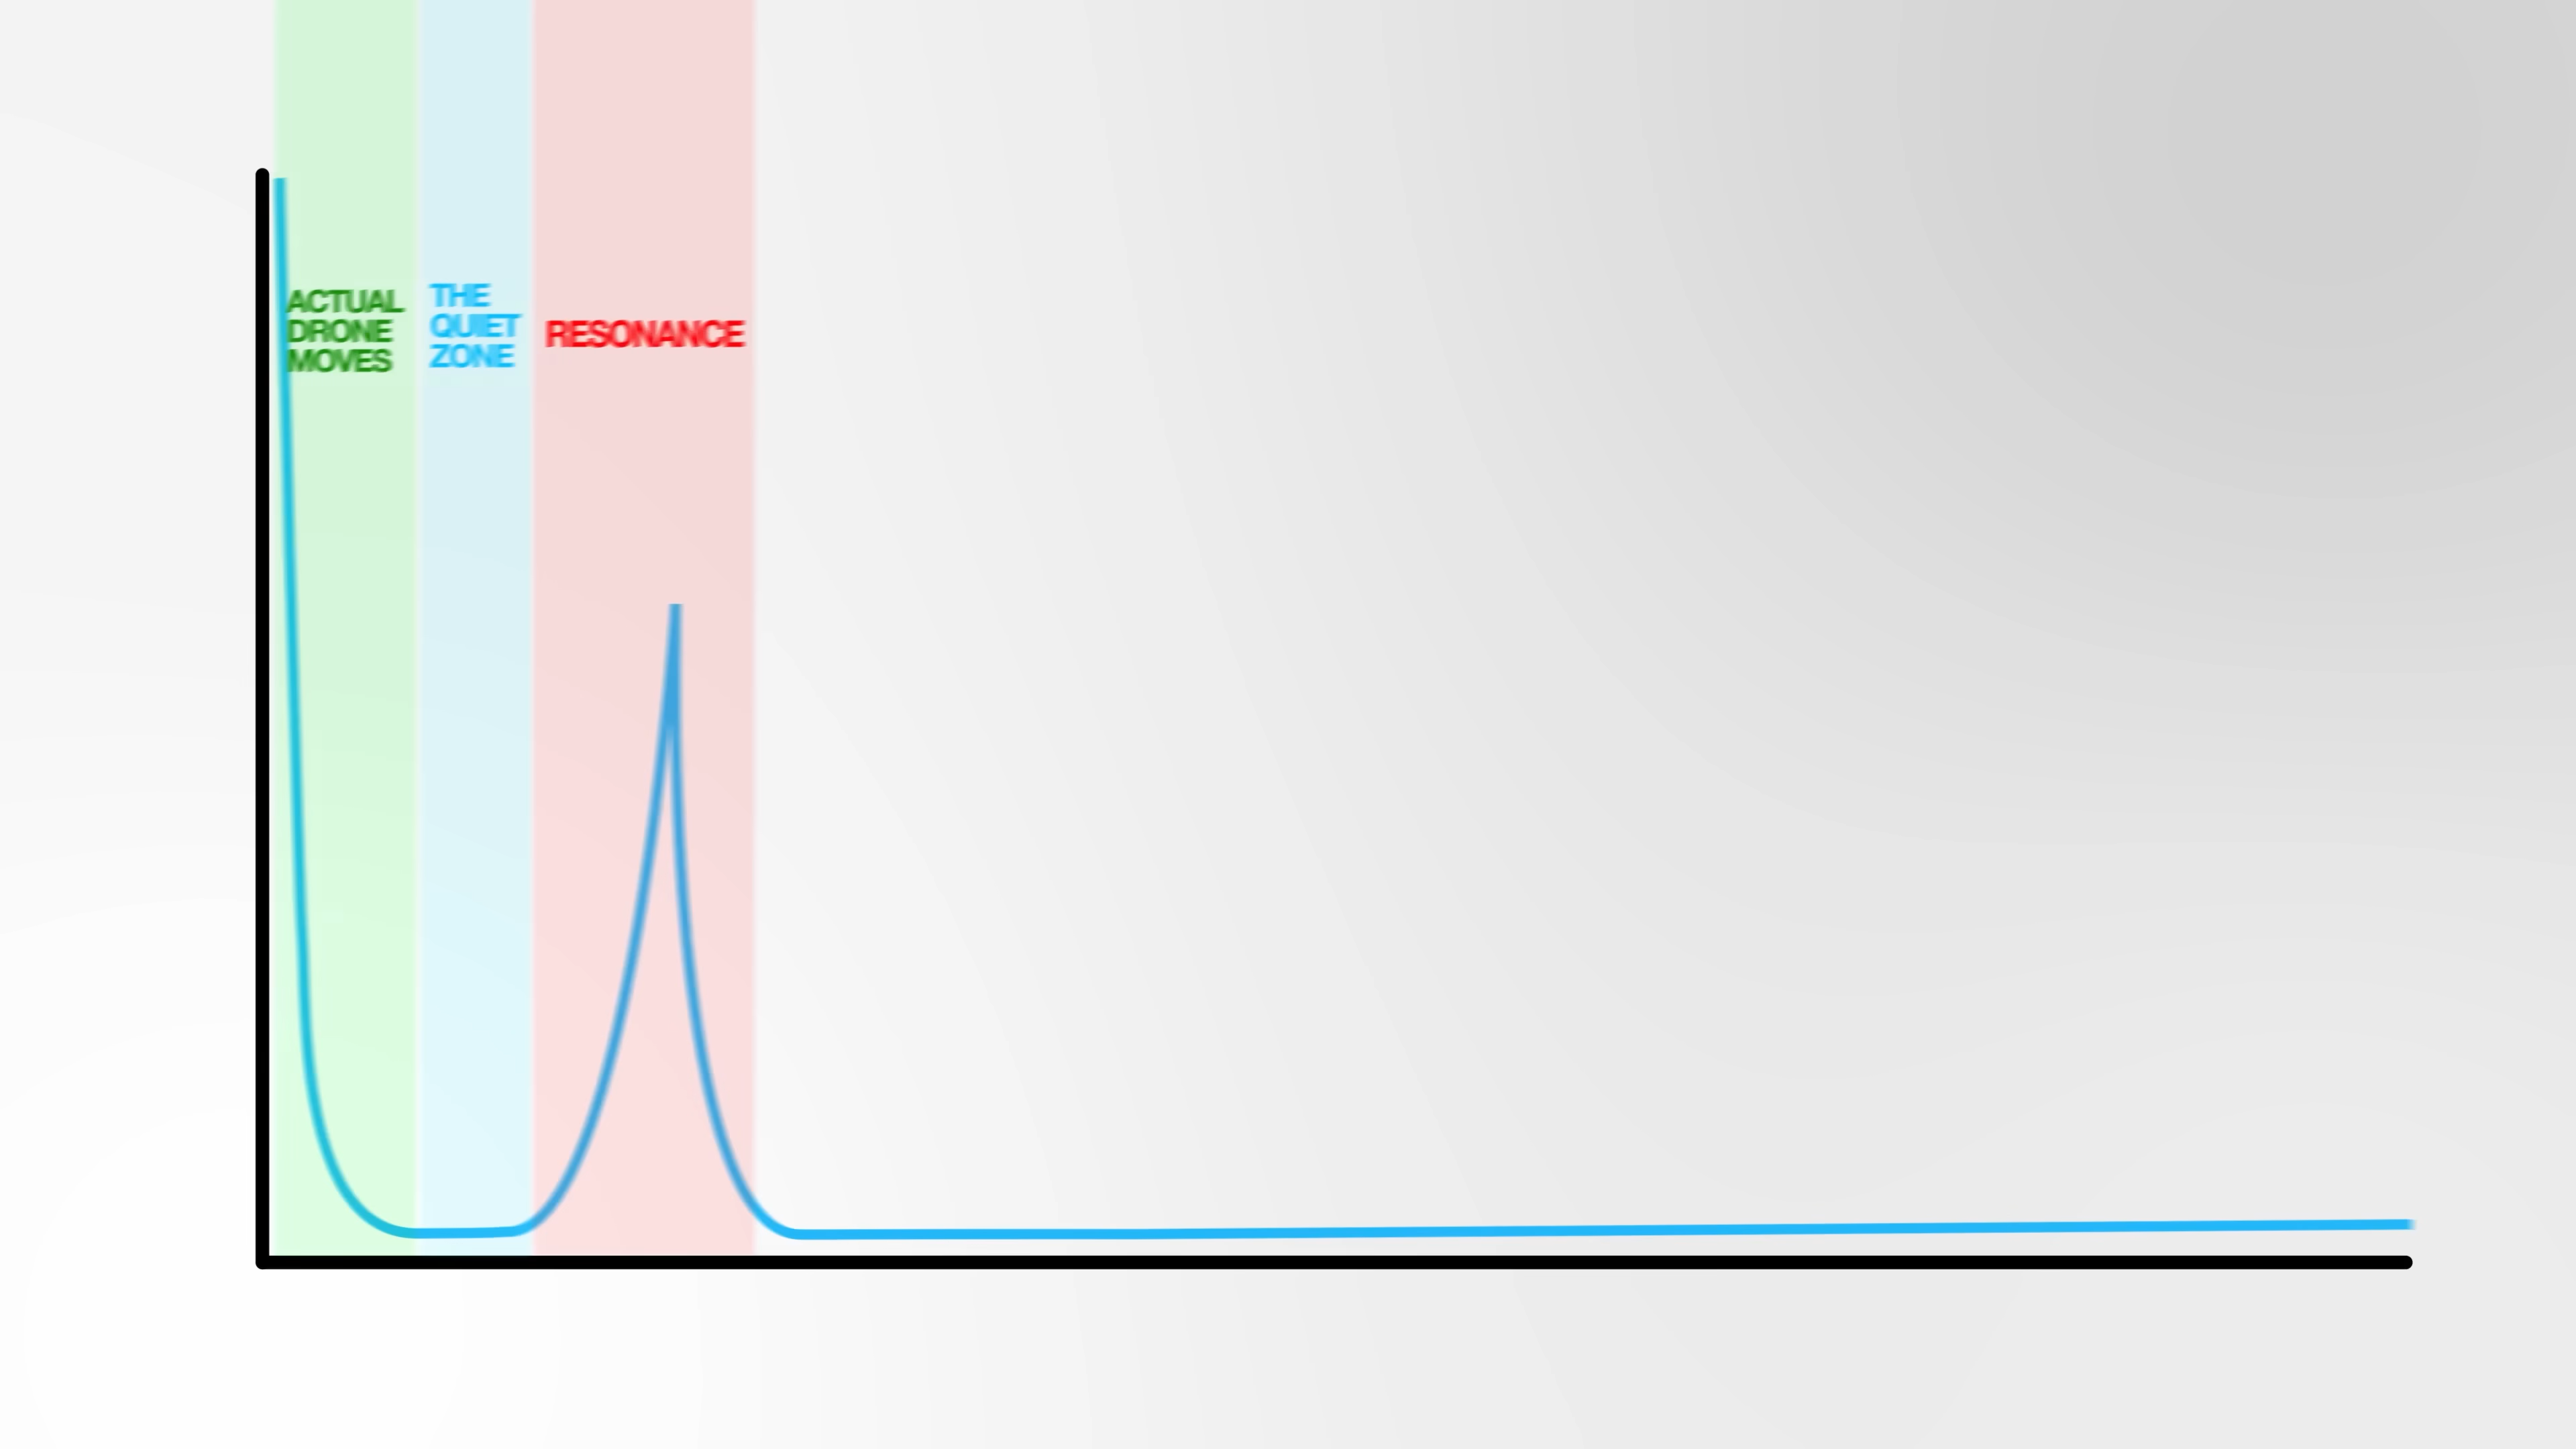 ACTUAL
DRONE
MOVES
THE
QUIET
ZONE
RESONANCE